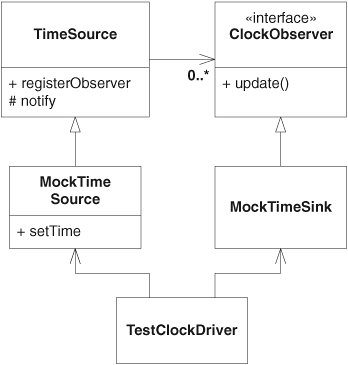 TimeSource
+ registerObserver
# notify
0..*
«interface»
ClockObserver
+ update()
MockTime
Source
+ setTime
MockTimeSink
TestClockDriver